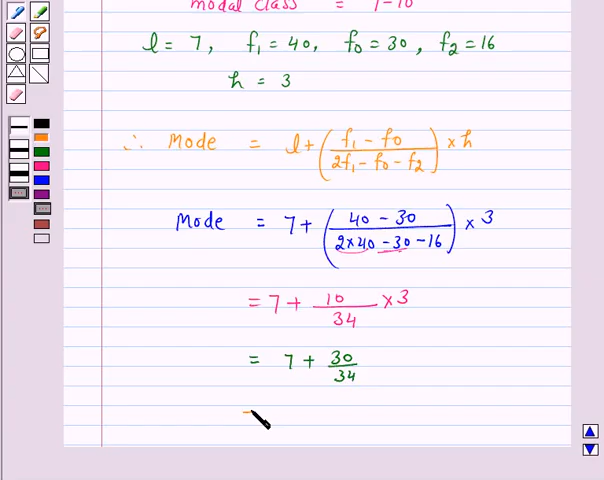 modal class = 7-10
l = 7, f₁ = 40, f₀ = 30, f₂ = 16
h = 3
∴ Mode = l + ( f₁ - f₀ / 2f₁ - f₀ - f₂ ) × h
Mode = 7 + ( 40 - 30 / 2×40 - 30 - 16 ) × 3
= 7 + 10/34 × 3
= 7 + 30/34